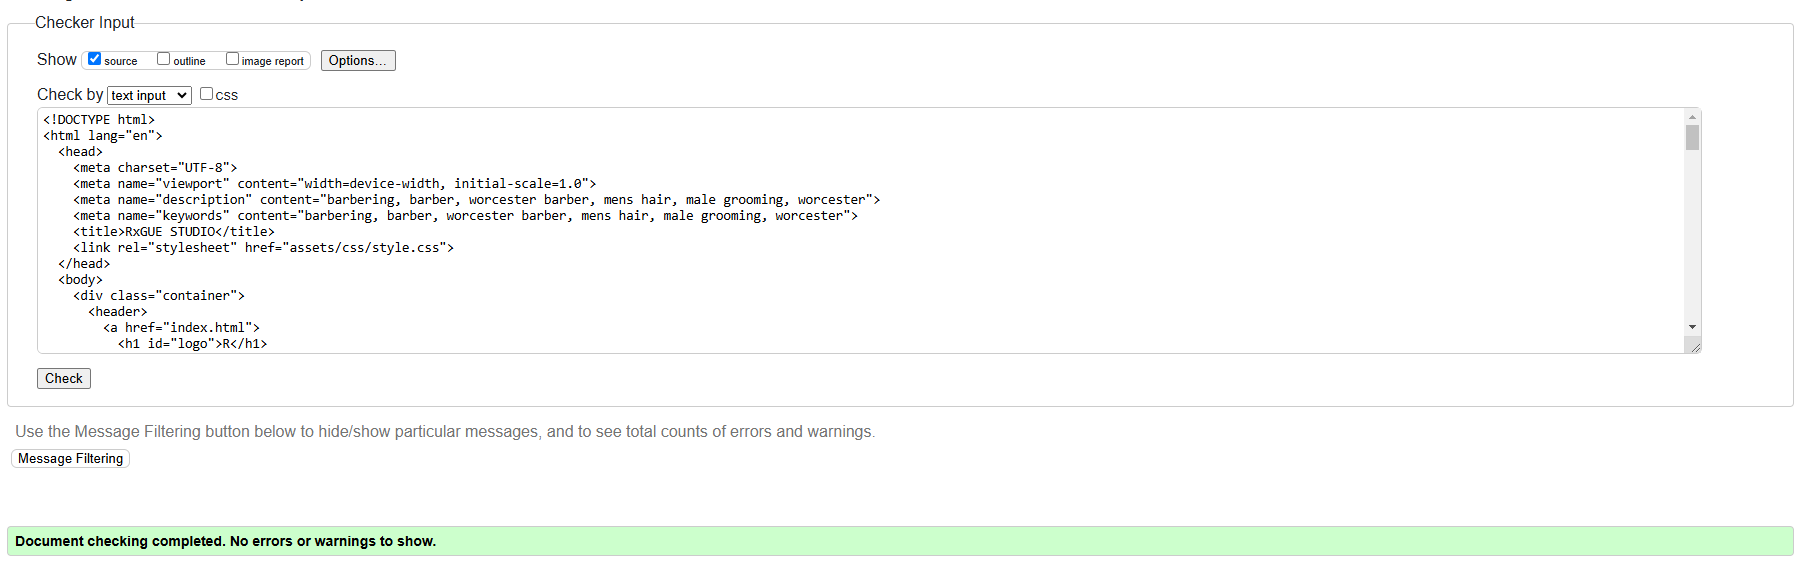 Checker Input
Show source outline image report Options...
Check by text input css
<!DOCTYPE html>
<html lang="en">
<head>
<meta charset="UTF-8">
<meta name="viewport" content="width=device-width, initial-scale=1.0">
<meta name="description" content="barbering, barber, worcester barber, mens hair, male grooming, worcester">
<meta name="keywords" content="barbering, barber, worcester barber, mens hair, male grooming, worcester">
<title>RxGUE STUDIO</title>
<link rel="stylesheet" href="assets/css/style.css">
</head>
<body>
<div class="container">
<header>
<a href="index.html">
<h1 id="logo">R</h1>
Check
Use the Message Filtering button below to hide/show particular messages, and to see total counts of errors and warnings.
Message Filtering
Document checking completed. No errors or warnings to show.